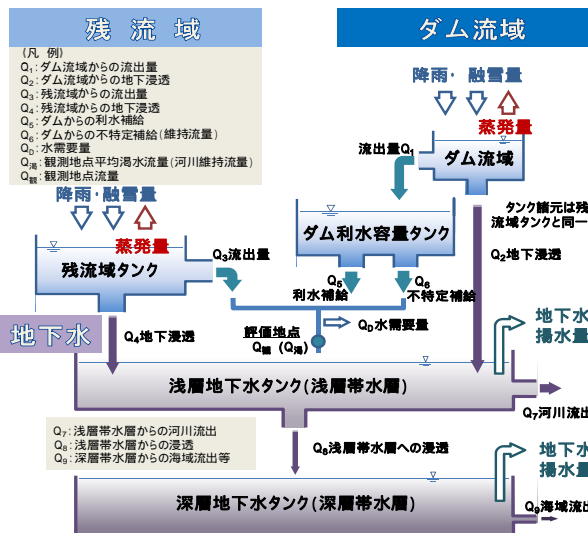 残 流 域
ダム流域
(凡 例)
Q1:ダム流域からの流出量
Q2:ダム流域からの地下浸透
Q3:残流域からの流出量
Q4:残流域からの地下浸透
Q5:ダムからの利水補給
Q6:ダムからの不特定補給(維持流量)
QD:水需要量
Q渇:観測地点平均渇水流量(河川維持流量)
Q観:観測地点流量
降雨・融雪量
蒸発量
流出量Q1
ダム流域
タンク諸元は残
流域タンクと同一
降雨・融雪量
蒸発量
残流域タンク
Q3流出量
ダム利水容量タンク
Q2地下浸透
Q5
利水補給
Q6
不特定補給
地下水
Q4地下浸透
評価地点
Q観 (Q渇)
QD水需要量
地下水
揚水量
浅層地下水タンク(浅層帯水層)
Q7河川流出
Q7:浅層帯水層からの河川流出
Q8:浅層帯水層からの浸透
Q9:深層帯水層からの海域流出等
Q8浅層帯水層への浸透
地下水
揚水量
深層地下水タンク(深層帯水層)
Q9海域流出